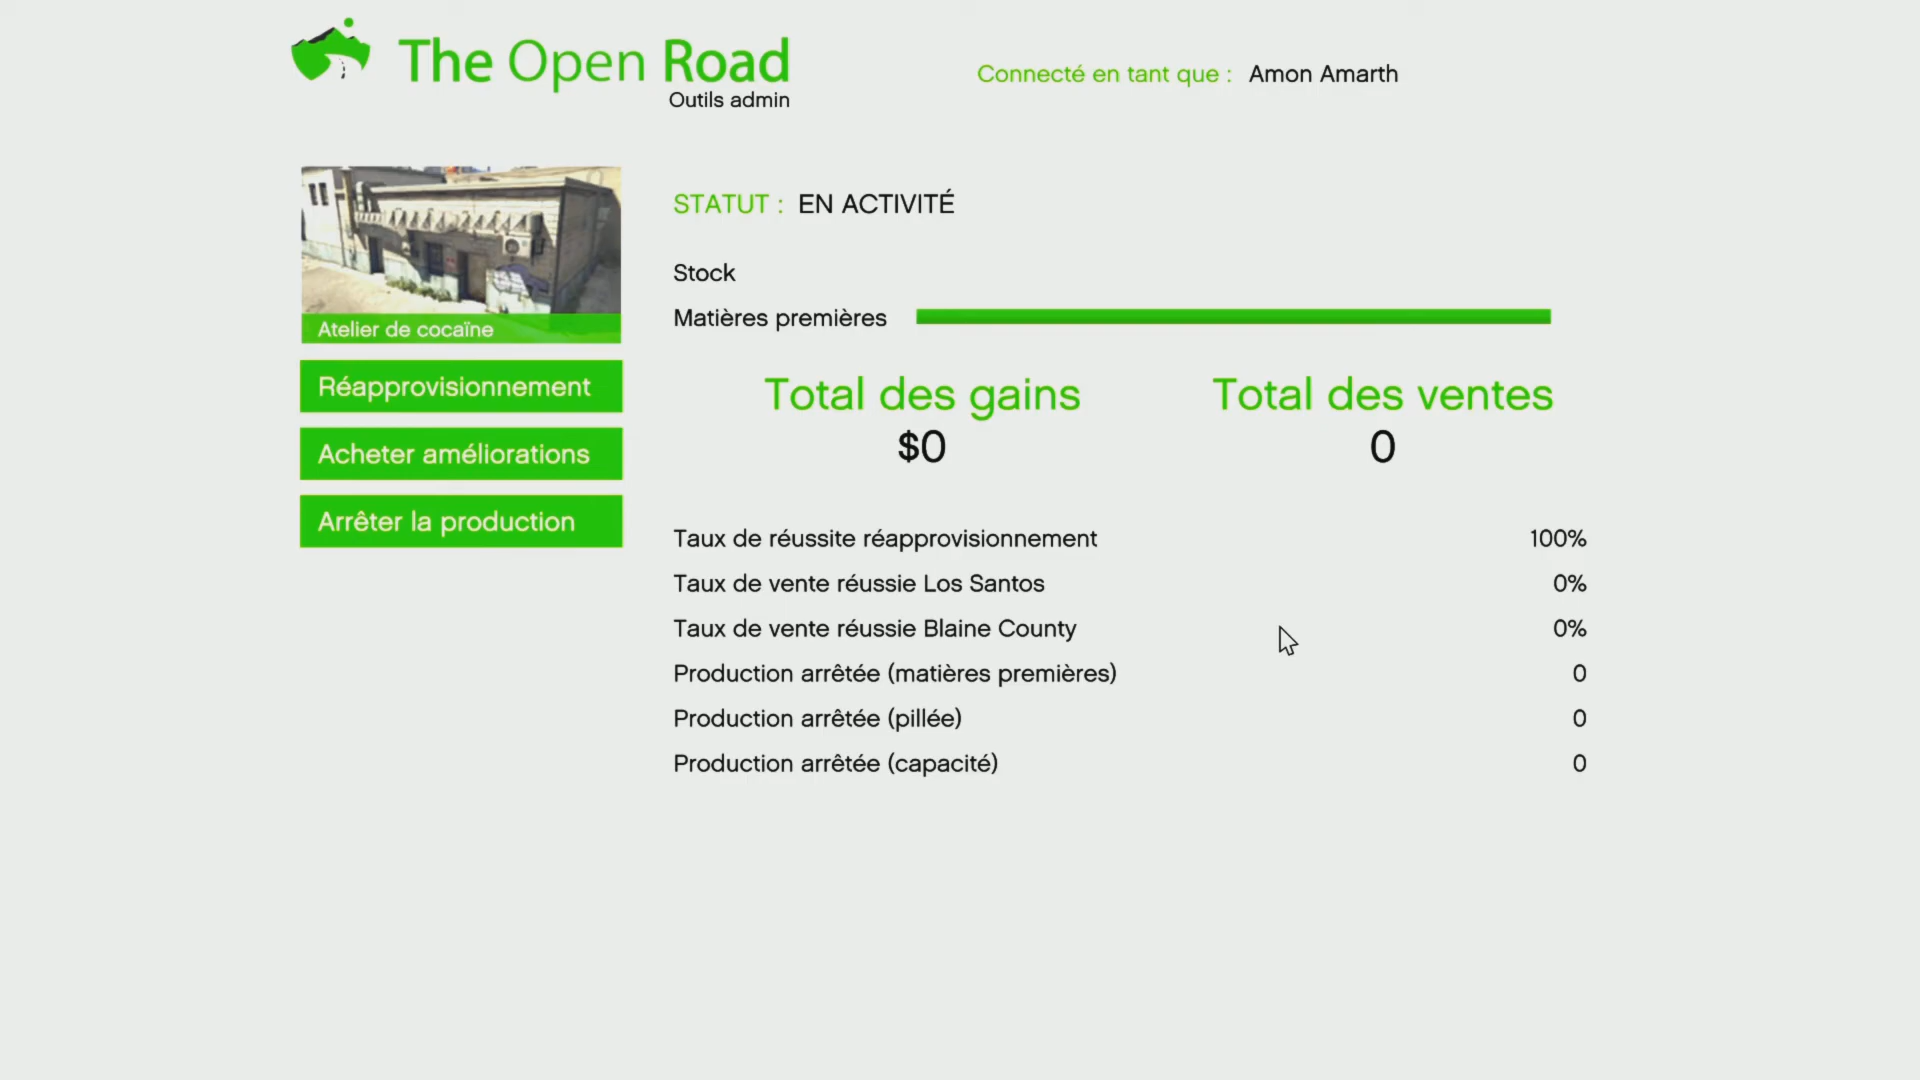 The Open Road
Outils admin
Connecté en tant que : Amon Amarth
Atelier de cocaïne
Réapprovisionnement
Acheter améliorations
Arrêter la production
STATUT : EN ACTIVITÉ
Stock
Matières premières
Total des gains
$0
Total des ventes
0
Taux de réussite réapprovisionnement 100%
Taux de vente réussie Los Santos 0%
Taux de vente réussie Blaine County 0%
Production arrêtée (matières premières) 0
Production arrêtée (pillée) 0
Production arrêtée (capacité) 0